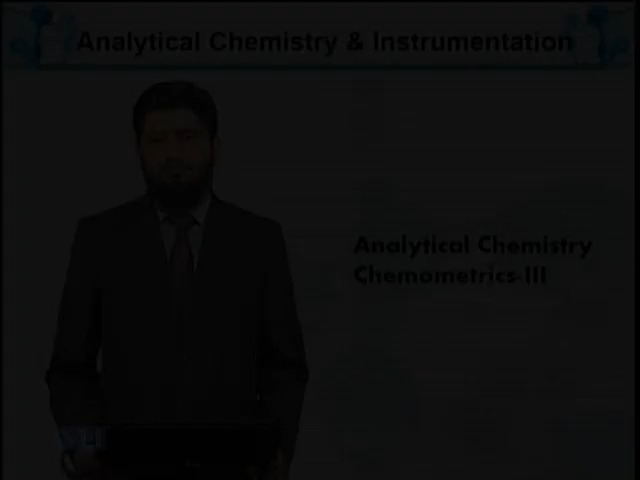 Analytical Chemistry & Instrumentation
Analytical Chemistry
Chemometrics-III